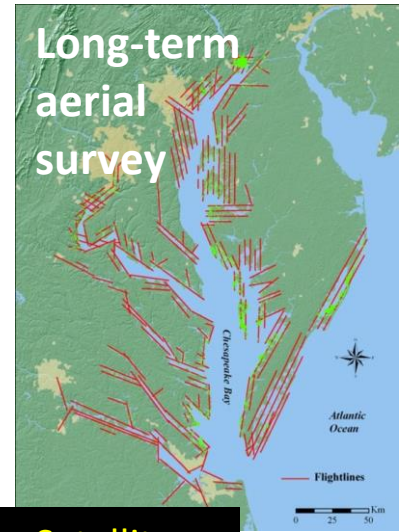 Long-term
aerial
survey
Chesapeake Bay
Atlantic
Ocean
Flightlines
Km
0 25 50